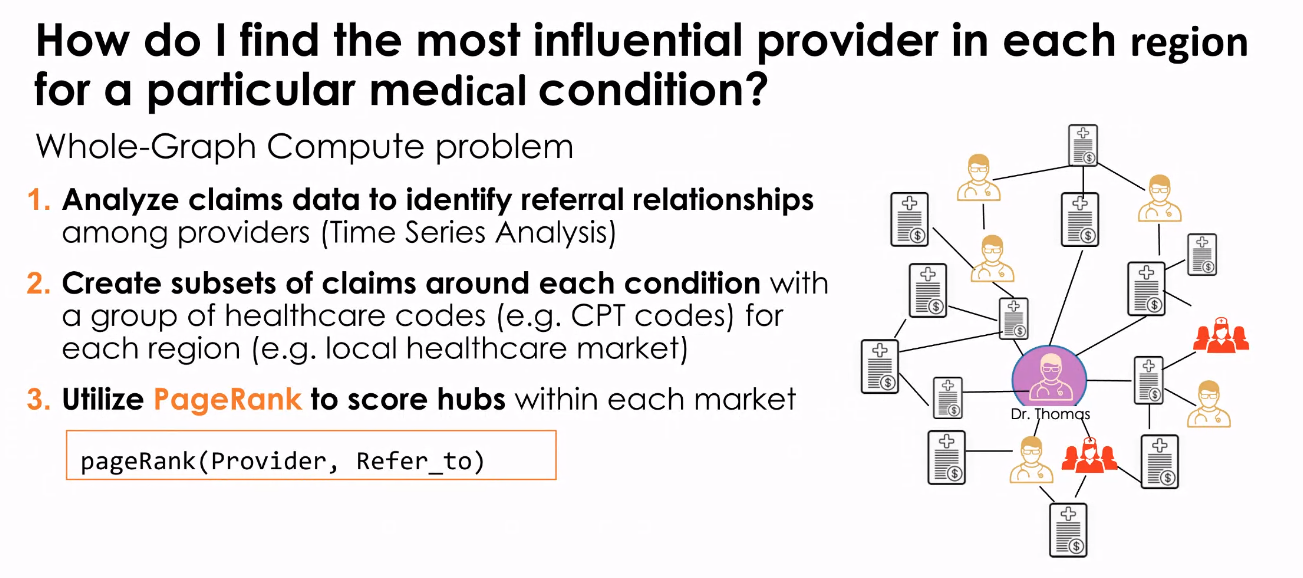 How do I find the most influential provider in each region
for a particular medical condition?
Whole-Graph Compute problem
1. Analyze claims data to identify referral relationships
among providers (Time Series Analysis)
2. Create subsets of claims around each condition with
a group of healthcare codes (e.g. CPT codes) for
each region (e.g. local healthcare market)
3. Utilize PageRank to score hubs within each market
pageRank(Provider, Refer_to)
Dr. Thomas